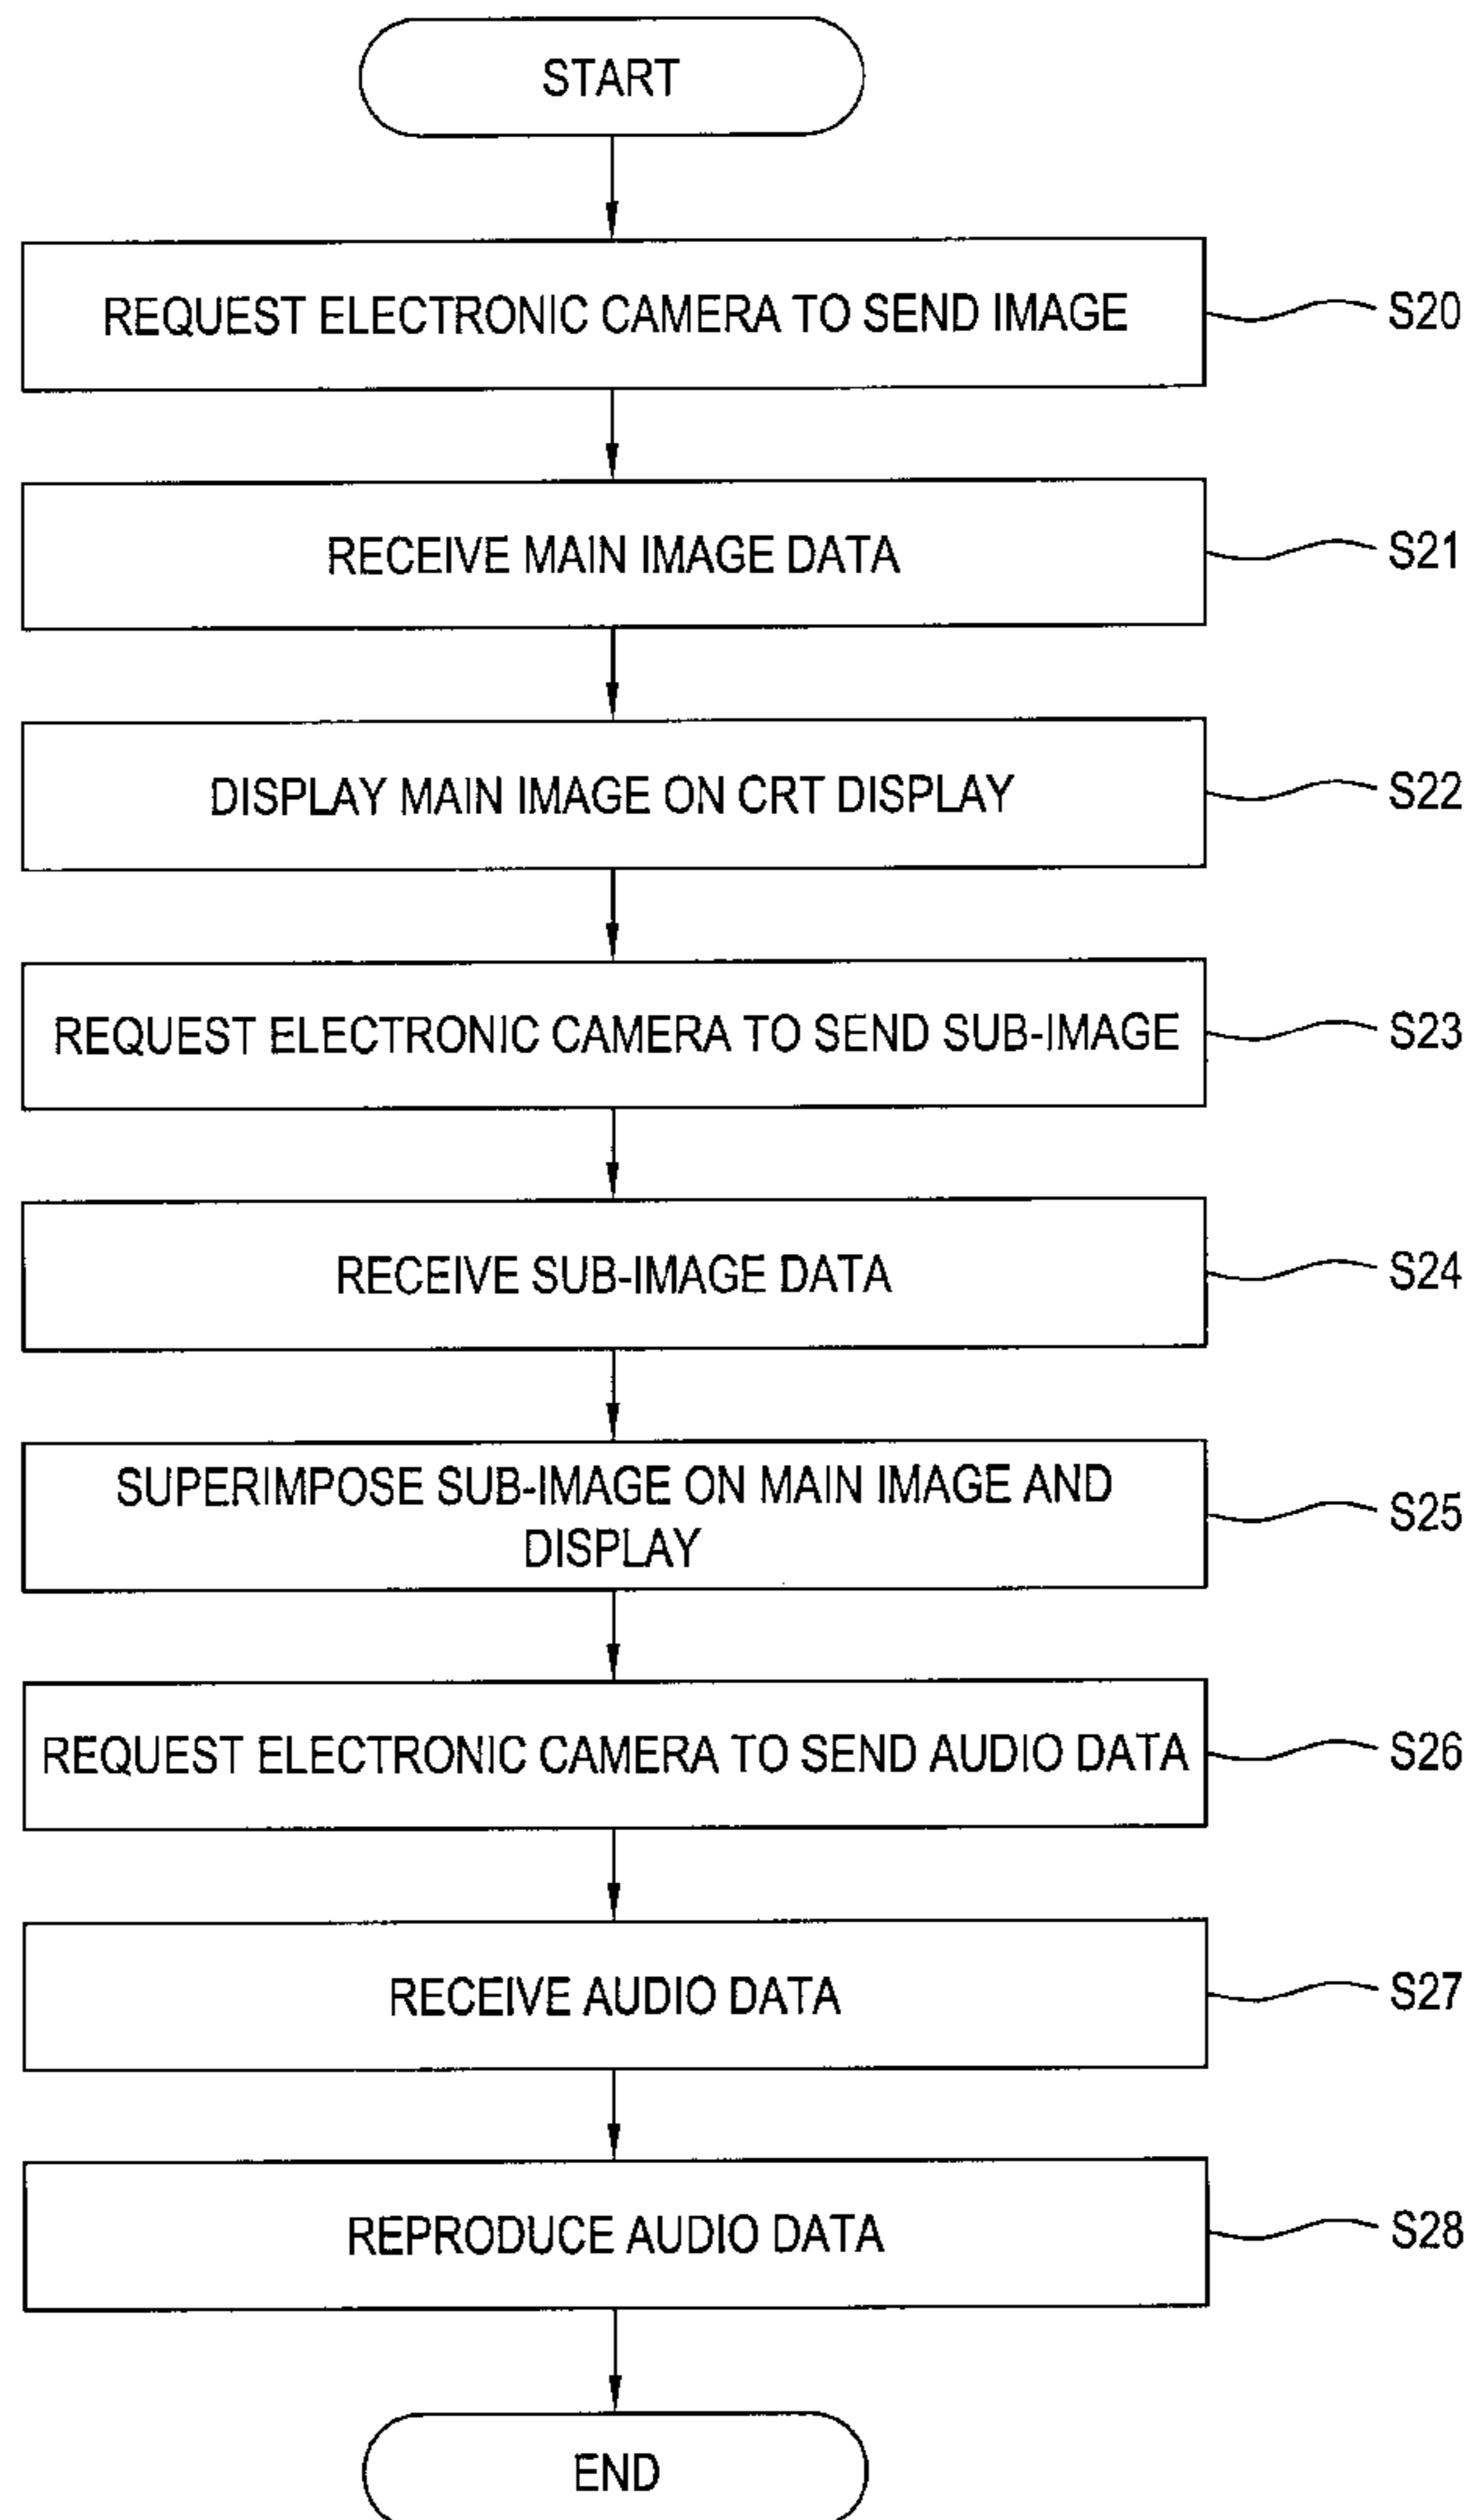 START
REQUEST ELECTRONIC CAMERA TO SEND IMAGE
S20
RECEIVE MAIN IMAGE DATA
S21
DISPLAY MAIN IMAGE ON CRT DISPLAY
S22
REQUEST ELECTRONIC CAMERA TO SEND SUB-IMAGE
S23
RECEIVE SUB-IMAGE DATA
S24
SUPERIMPOSE SUB-IMAGE ON MAIN IMAGE AND
DISPLAY
S25
REQUEST ELECTRONIC CAMERA TO SEND AUDIO DATA
S26
RECEIVE AUDIO DATA
S27
REPRODUCE AUDIO DATA
S28
END